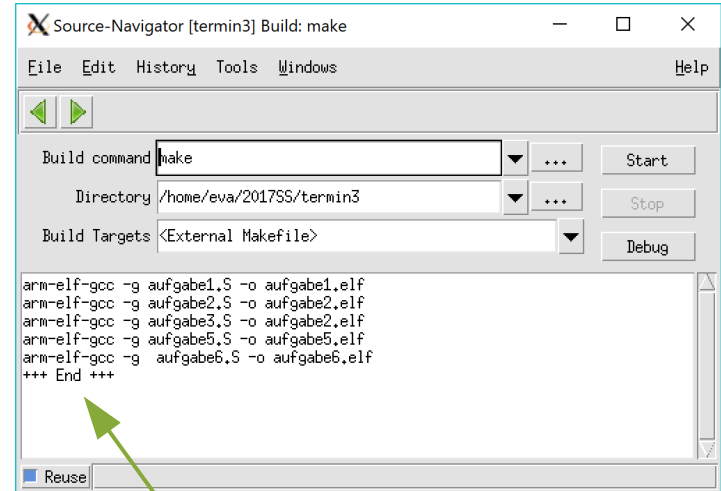 Source-Navigator [termin3] Build: make
File Edit History Tools Windows Help
Build command make ... Start
Directory /home/eva/2017SS/termin3 ... Stop
Build Targets <External Makefile> Debug
arm-elf-gcc -g aufgabe1.S -o aufgabe1.elf
arm-elf-gcc -g aufgabe2.S -o aufgabe2.elf
arm-elf-gcc -g aufgabe3.S -o aufgabe2.elf
arm-elf-gcc -g aufgabe5.S -o aufgabe5.elf
arm-elf-gcc -g  aufgabe6.S -o aufgabe6.elf
+++ End +++
Reuse